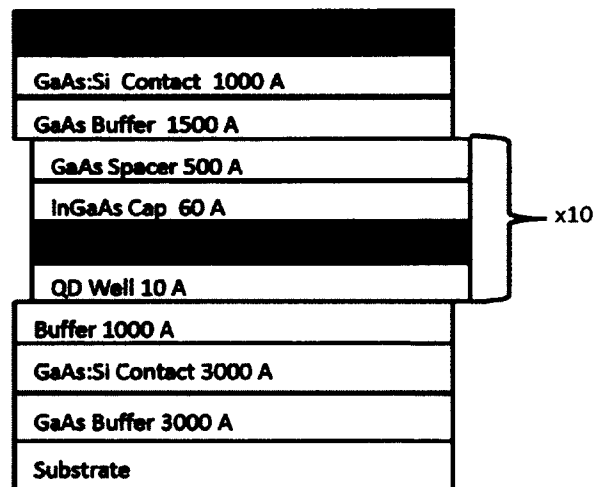 GaAs:Si Contact 1000 A
GaAs Buffer 1500 A
GaAs Spacer 500 A
InGaAs Cap 60 A
x10
QD Well 10 A
Buffer 1000 A
GaAs:Si Contact 3000 A
GaAs Buffer 3000 A
Substrate